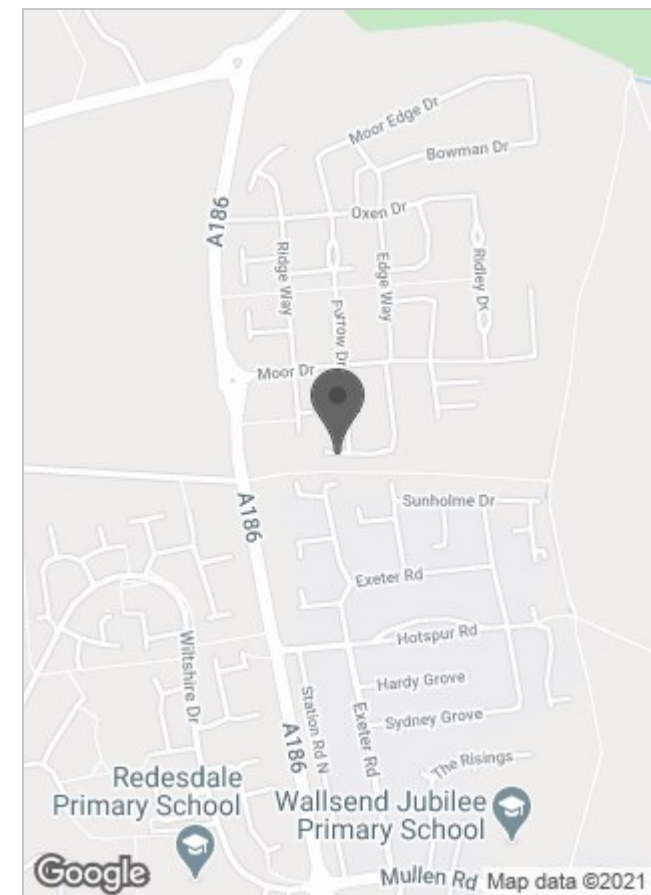 Moor Edge Dr
Bowman Dr
Oxen Dr
A186
Ridge Way
Edge Way
Ridley Dr
Furrow Dr
Moor Dr
A186
Sunholme Dr
Exeter Rd
Wiltshire Dr
Hotspur Rd
Hardy Grove
Station Rd N
Exeter Rd
Sydney Grove
A186
The Risings
Redesdale
Primary School
Wallsend Jubilee
Primary School
Mullen Rd
Google
Map data ©2021